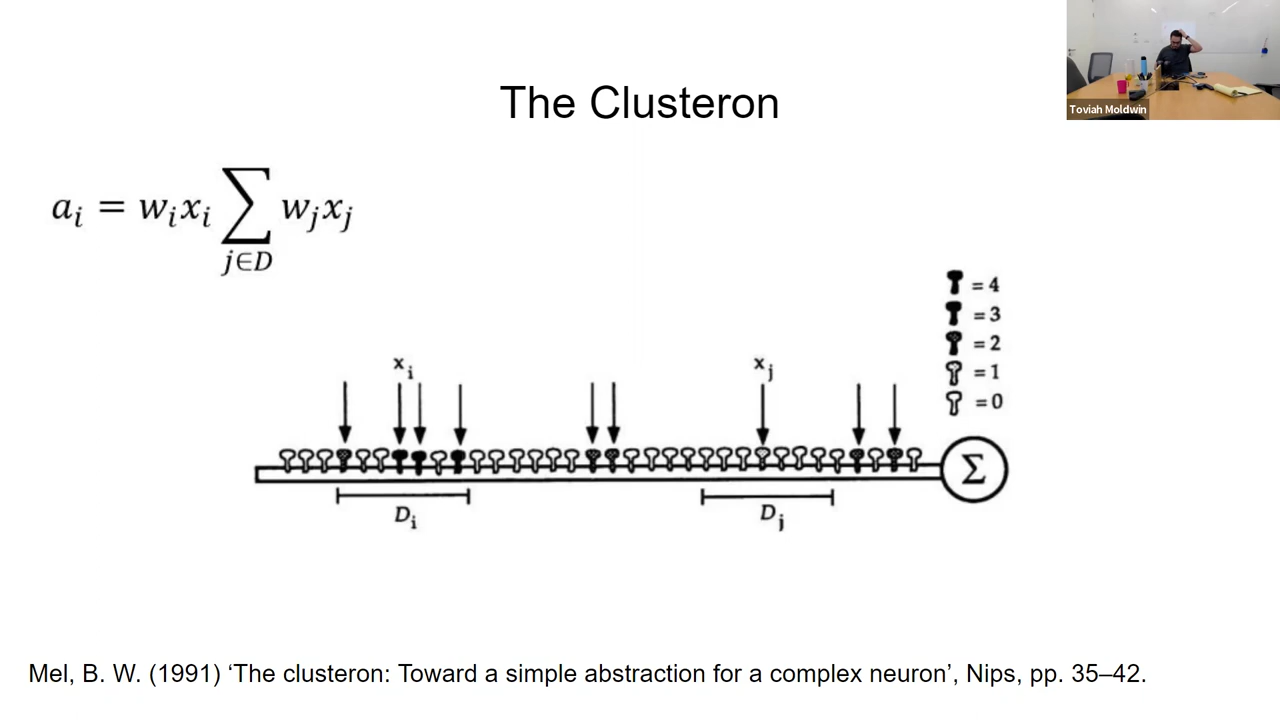 The Clusteron
Toviah Moldwin
a_i = w_i x_i ∑ w_j x_j
j∈D
= 4
= 3
= 2
= 1
= 0
x_i
x_j
Σ
D_i
D_j
Mel, B. W. (1991) ‘The clusteron: Toward a simple abstraction for a complex neuron’, Nips, pp. 35–42.